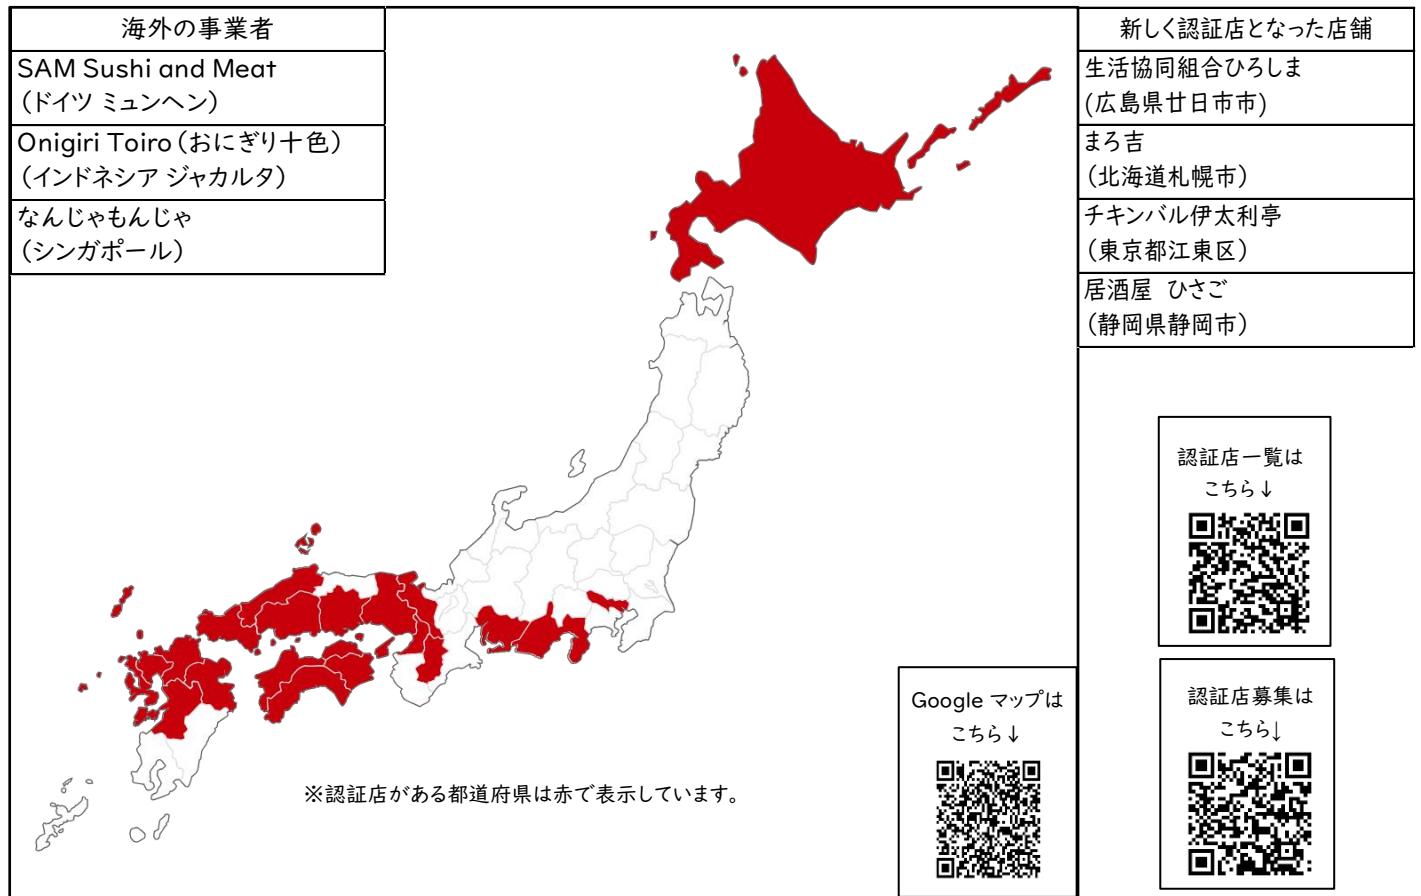 海外の事業者
SAM Sushi and Meat
（ドイツ ミュンヘン）
Onigiri Toiro（おにぎり十色）
（インドネシア ジャカルタ）
なんじゃもんじゃ
（シンガポール）
新しく認証店となった店舗
生活協同組合ひろしま
(広島県廿日市市)
まろ吉
（北海道札幌市）
チキンバル伊太利亭
（東京都江東区）
居酒屋 ひさご
（静岡県静岡市）
認証店一覧は
こちら↓
Google マップは
こちら↓
認証店募集は
こちら↓
※認証店がある都道府県は赤で表示しています。